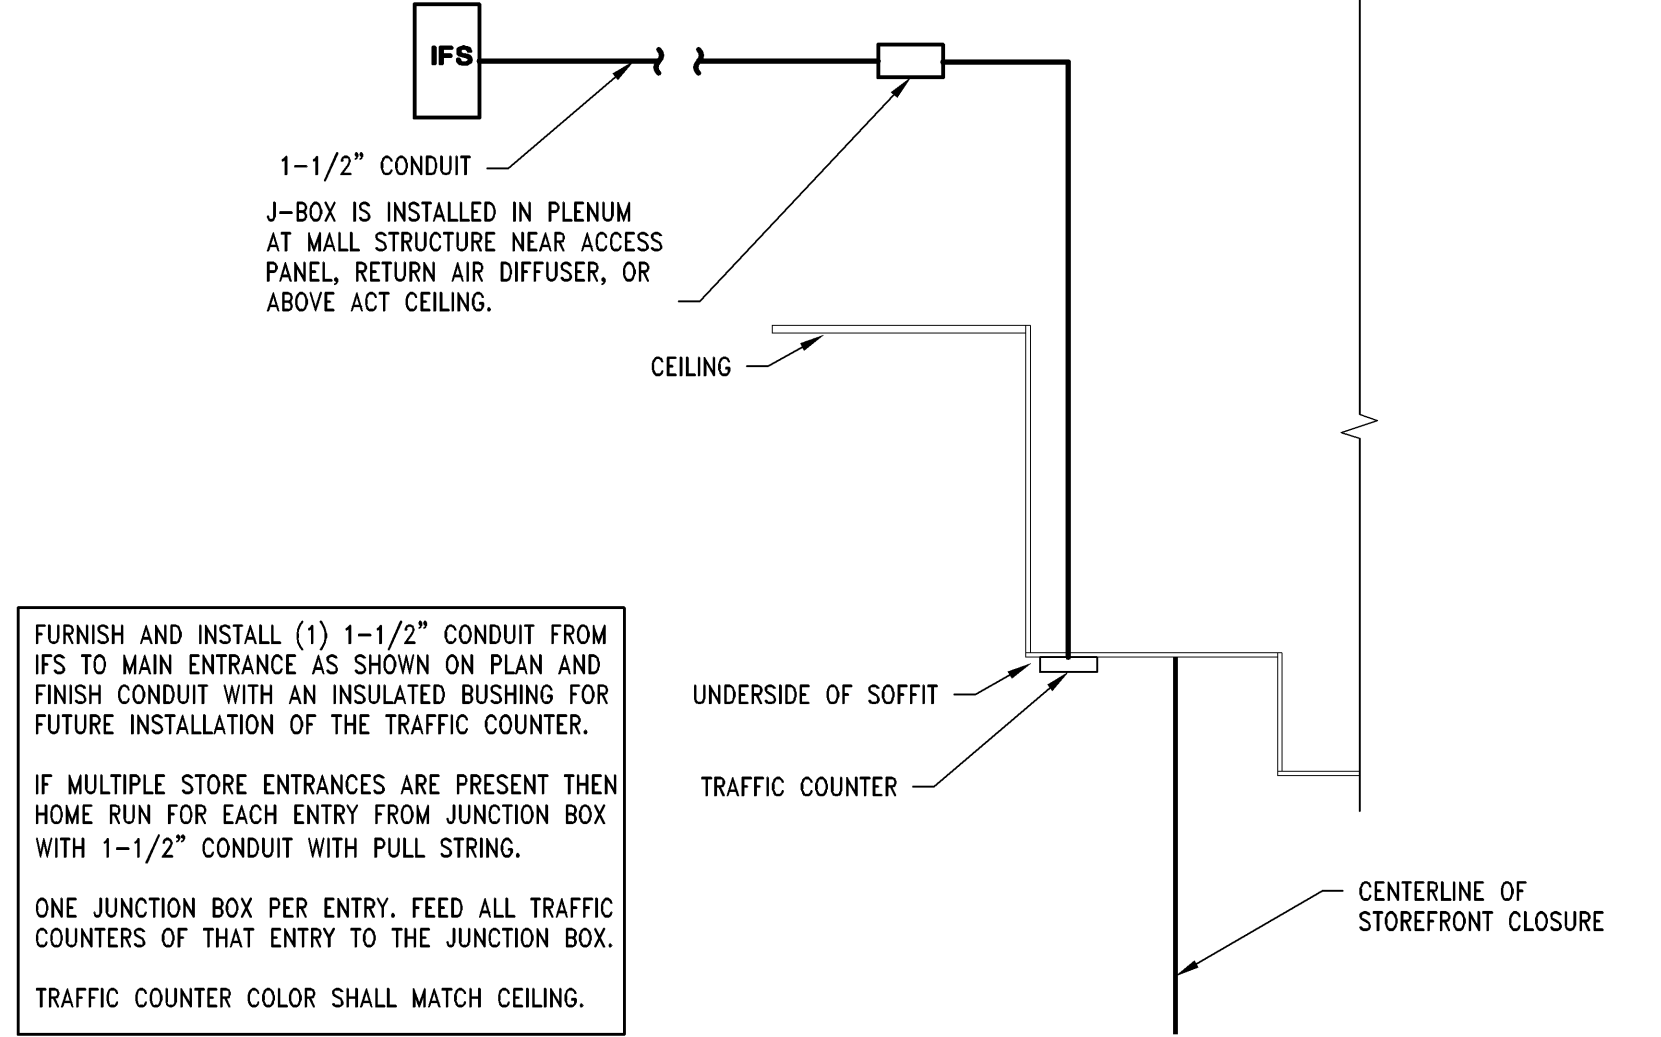 IFS
1-1/2" CONDUIT
J-BOX IS INSTALLED IN PLENUM
AT MALL STRUCTURE NEAR ACCESS
PANEL, RETURN AIR DIFFUSER, OR
ABOVE ACT CEILING.
CEILING
FURNISH AND INSTALL (1) 1-1/2" CONDUIT FROM
IFS TO MAIN ENTRANCE AS SHOWN ON PLAN AND
FINISH CONDUIT WITH AN INSULATED BUSHING FOR
FUTURE INSTALLATION OF THE TRAFFIC COUNTER.
IF MULTIPLE STORE ENTRANCES ARE PRESENT THEN
HOME RUN FOR EACH ENTRY FROM JUNCTION BOX
WITH 1-1/2" CONDUIT WITH PULL STRING.
ONE JUNCTION BOX PER ENTRY. FEED ALL TRAFFIC
COUNTERS OF THAT ENTRY TO THE JUNCTION BOX.
TRAFFIC COUNTER COLOR SHALL MATCH CEILING.
UNDERSIDE OF SOFFIT
TRAFFIC COUNTER
CENTERLINE OF
STOREFRONT CLOSURE